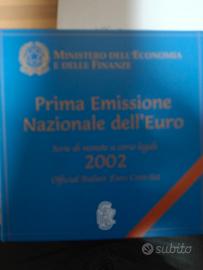 MINISTERO DELL'ECONOMIA
E DELLE FINANZE
Prima Emissione
Nazionale dell'Euro
Serie di monete a corso legale
2002
Official Italian Euro Coin Set
subito